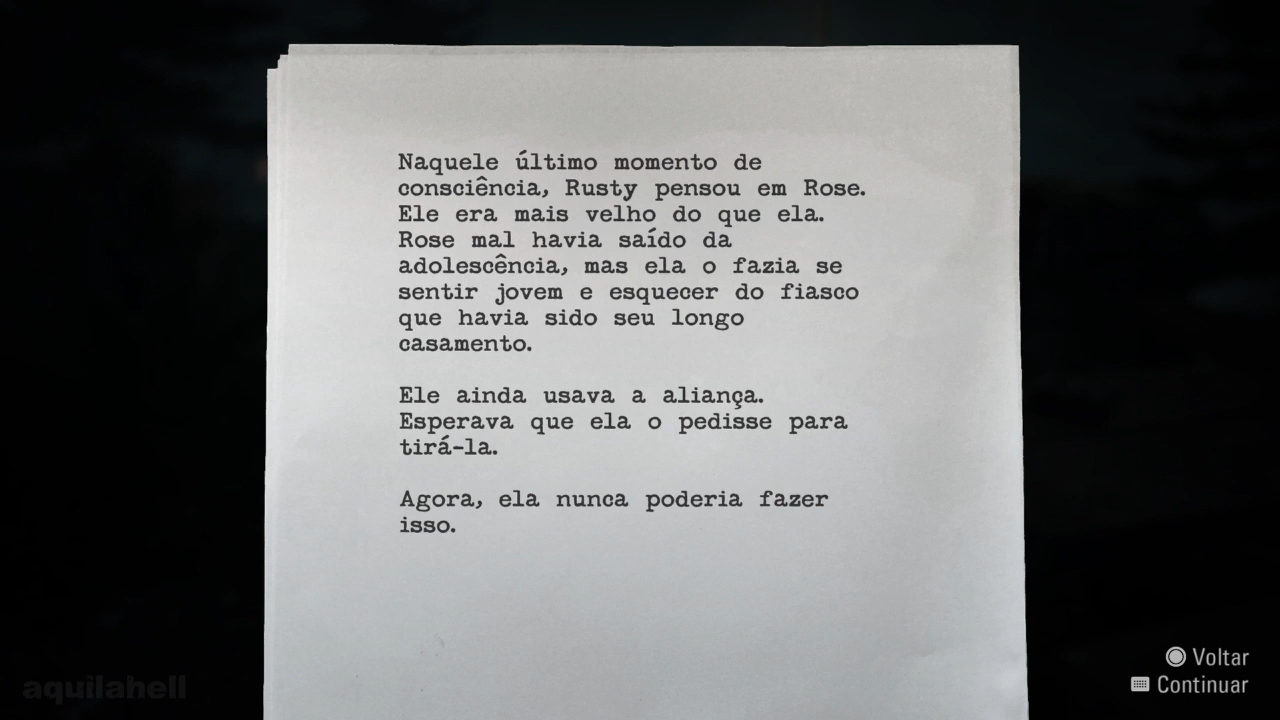 Naquele último momento de
consciência, Rusty pensou em Rose.
Ele era mais velho do que ela.
Rose mal havia saído da
adolescência, mas ela o fazia se
sentir jovem e esquecer do fiasco
que havia sido seu longo
casamento.
Ele ainda usava a aliança.
Esperava que ela o pedisse para
tirá-la.
Agora, ela nunca poderia fazer
isso.
aquilahell
Voltar
Continuar